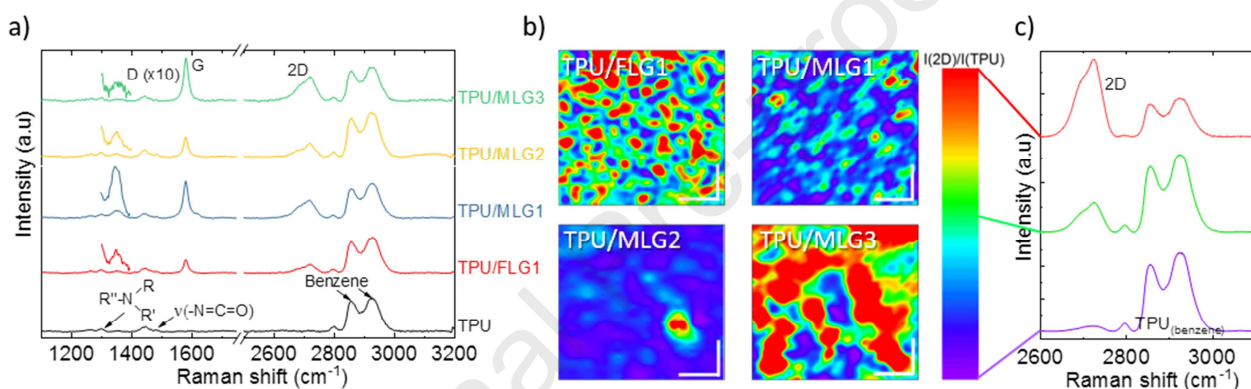 a)
Intensity (a.u)
D (x10)
G
2D
TPU/MLG3
TPU/MLG2
TPU/MLG1
TPU/FLG1
TPU
Benzene
R''-N
R
R'
ν(-N=C=O)
1200 1400 1600 2600 2800 3000 3200
Raman shift (cm⁻¹)
b)
TPU/FLG1
TPU/MLG1
TPU/MLG2
TPU/MLG3
I(2D)/I(TPU)
c)
Intensity (a.u)
2D
TPU(benzene)
2600 2800 3000
Raman shift (cm⁻¹)